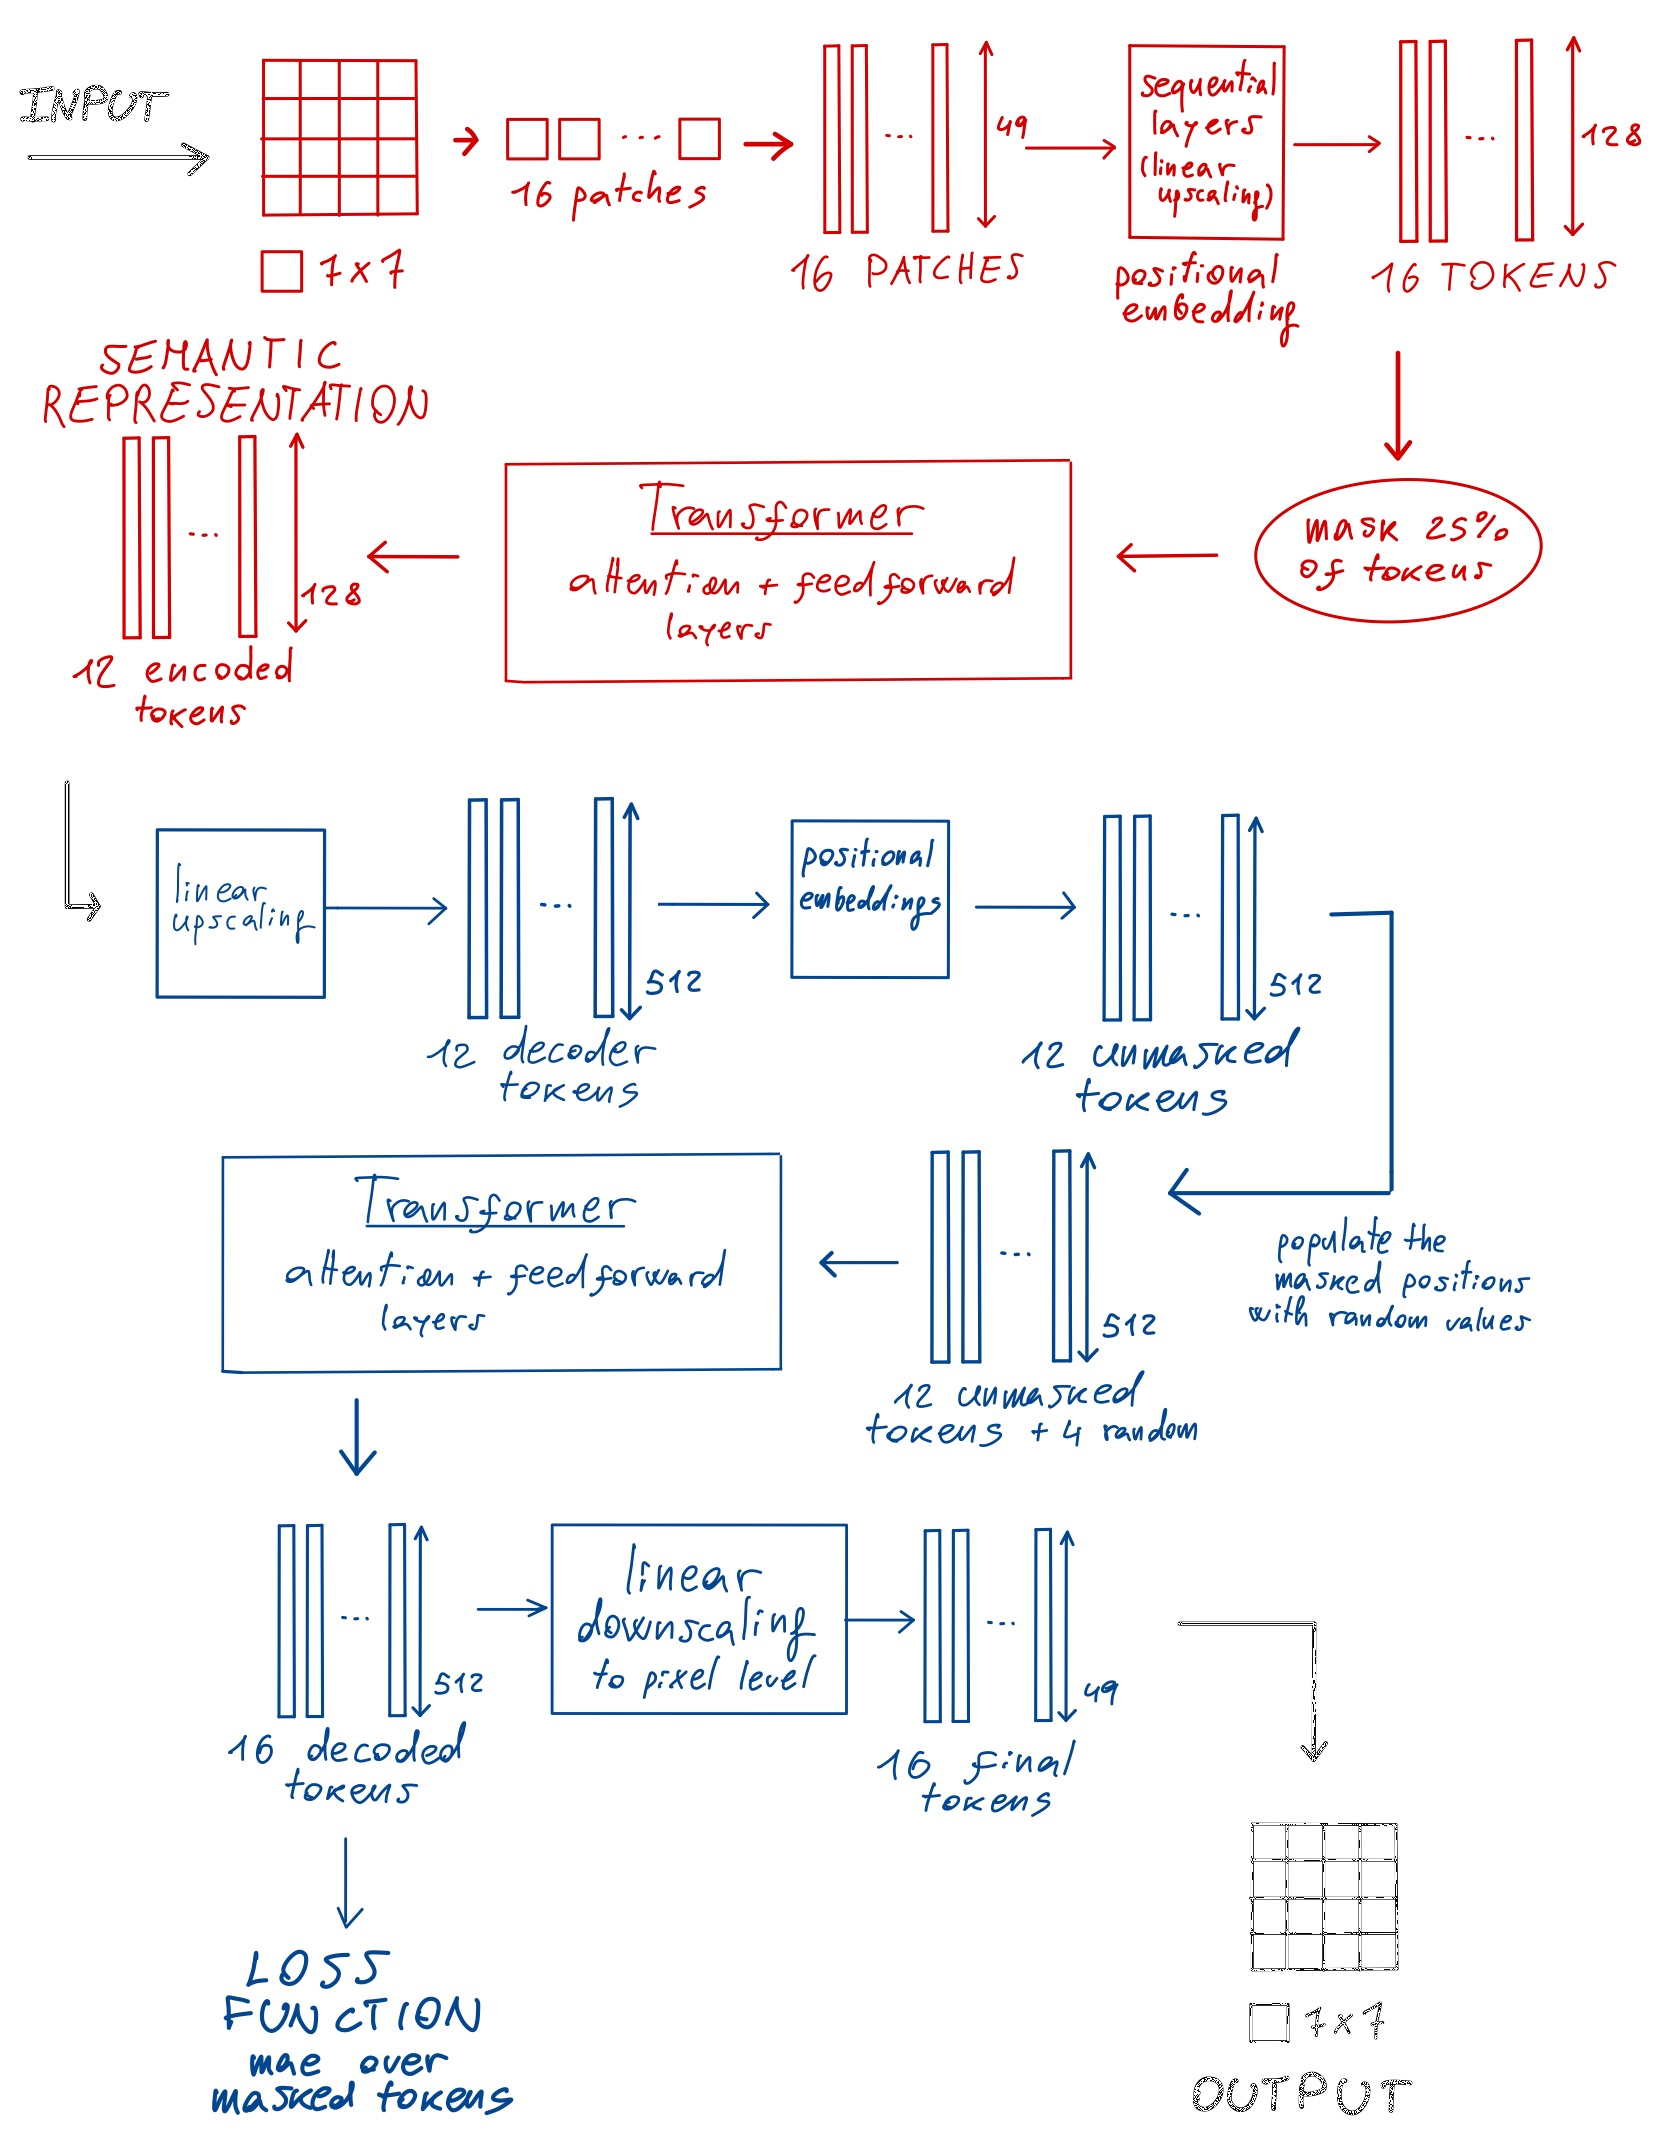 INPUT
7x7
16 patches
49
16 PATCHES
sequential
layers
(linear
upscaling)
positional
embedding
128
16 TOKENS
mask 25%
of tokens
Transformer
attention + feedforward
layers
SEMANTIC
REPRESENTATION
128
12 encoded
tokens
linear
upscaling
512
12 decoder
tokens
positional
embeddings
512
12 unmasked
tokens
populate the
masked positions
with random values
512
12 unmasked
tokens + 4 random
Transformer
attention + feedforward
layers
512
16 decoded
tokens
linear
downscaling
to pixel level
49
16 final
tokens
LOSS
FUNCTION
mae over
masked tokens
7x7
OUTPUT